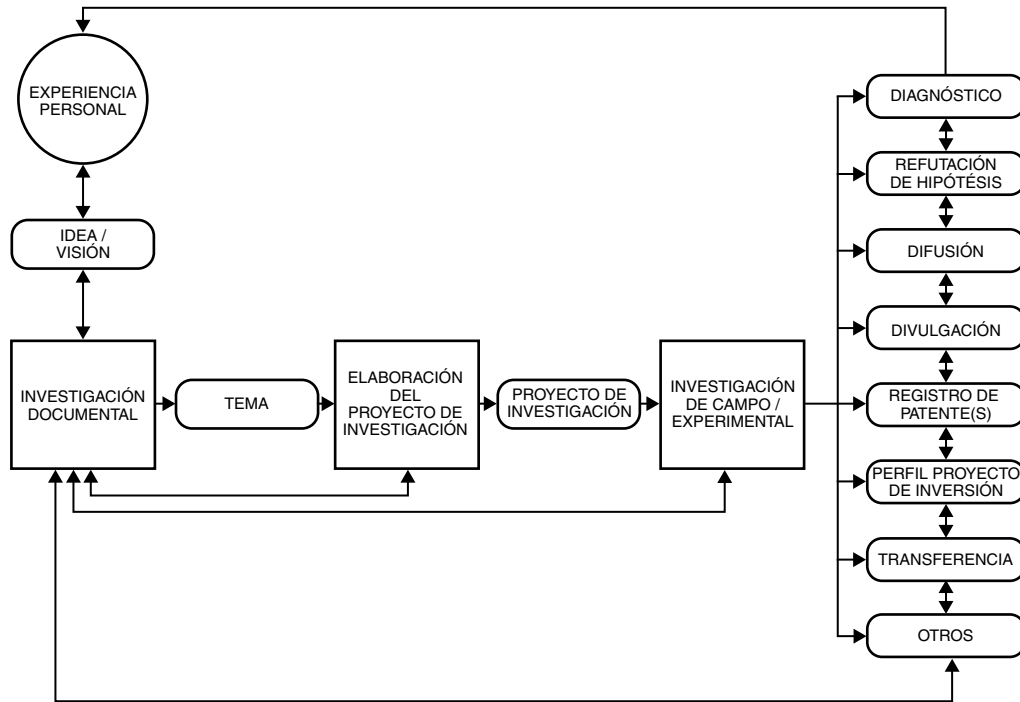 EXPERIENCIA
PERSONAL
IDEA /
VISIÓN
INVESTIGACIÓN
DOCUMENTAL
TEMA
ELABORACIÓN
DEL
PROYECTO DE
INVESTIGACIÓN
PROYECTO DE
INVESTIGACIÓN
INVESTIGACIÓN
DE CAMPO /
EXPERIMENTAL
DIAGNÓSTICO
REFUTACIÓN
DE HIPÓTÉSIS
DIFUSIÓN
DIVULGACIÓN
REGISTRO DE
PATENTE(S)
PERFIL PROYECTO
DE INVERSIÓN
TRANSFERENCIA
OTROS